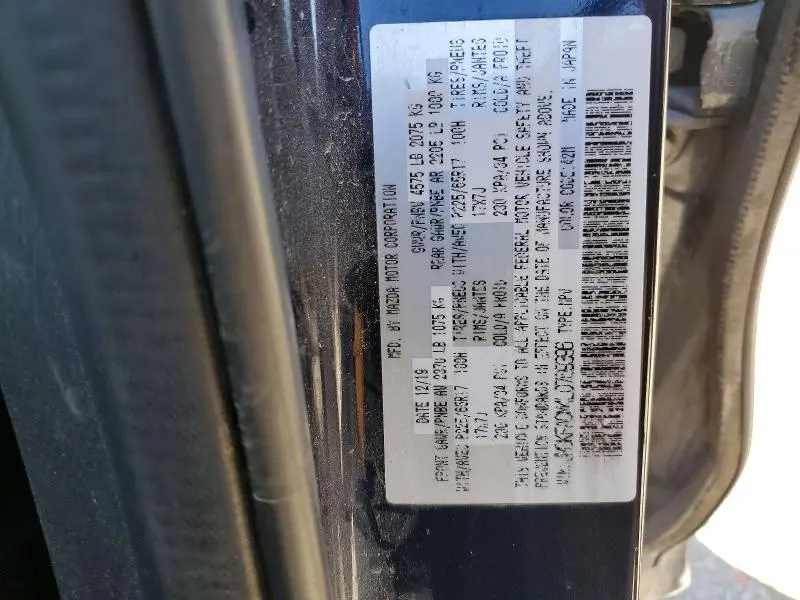 MFD. BY MAZDA MOTOR CORPORATION
DATE 12/19 GVWR/PNBV 4575 LB 2075 KG
FRONT GAWR/PNBE AV 2370 LB 1075 KG REAR GAWR/PNBE AR 2205 LB 1000 KG
WITH/AVEC P225/65R17 100H TIRES/PNEUS WITH/AVEC P225/65R17 100H TIRES/PNEUS
17X7J RIMS/JANTES 17X7J RIMS/JANTES
230 KPA/34 PSI COLD/A FROID 230 KPA/34 PCI COLD/A FROID
THIS VEHICLE CONFORMS TO ALL APPLICABLE FEDERAL MOTOR VEHICLE SAFETY AND THEFT
PREVENTION STANDARDS IN EFFECT ON THE DATE OF MANUFACTURE SHOWN ABOVE.
VIN: TYPE:MPV COLOR CODE:42M MADE IN JAPAN